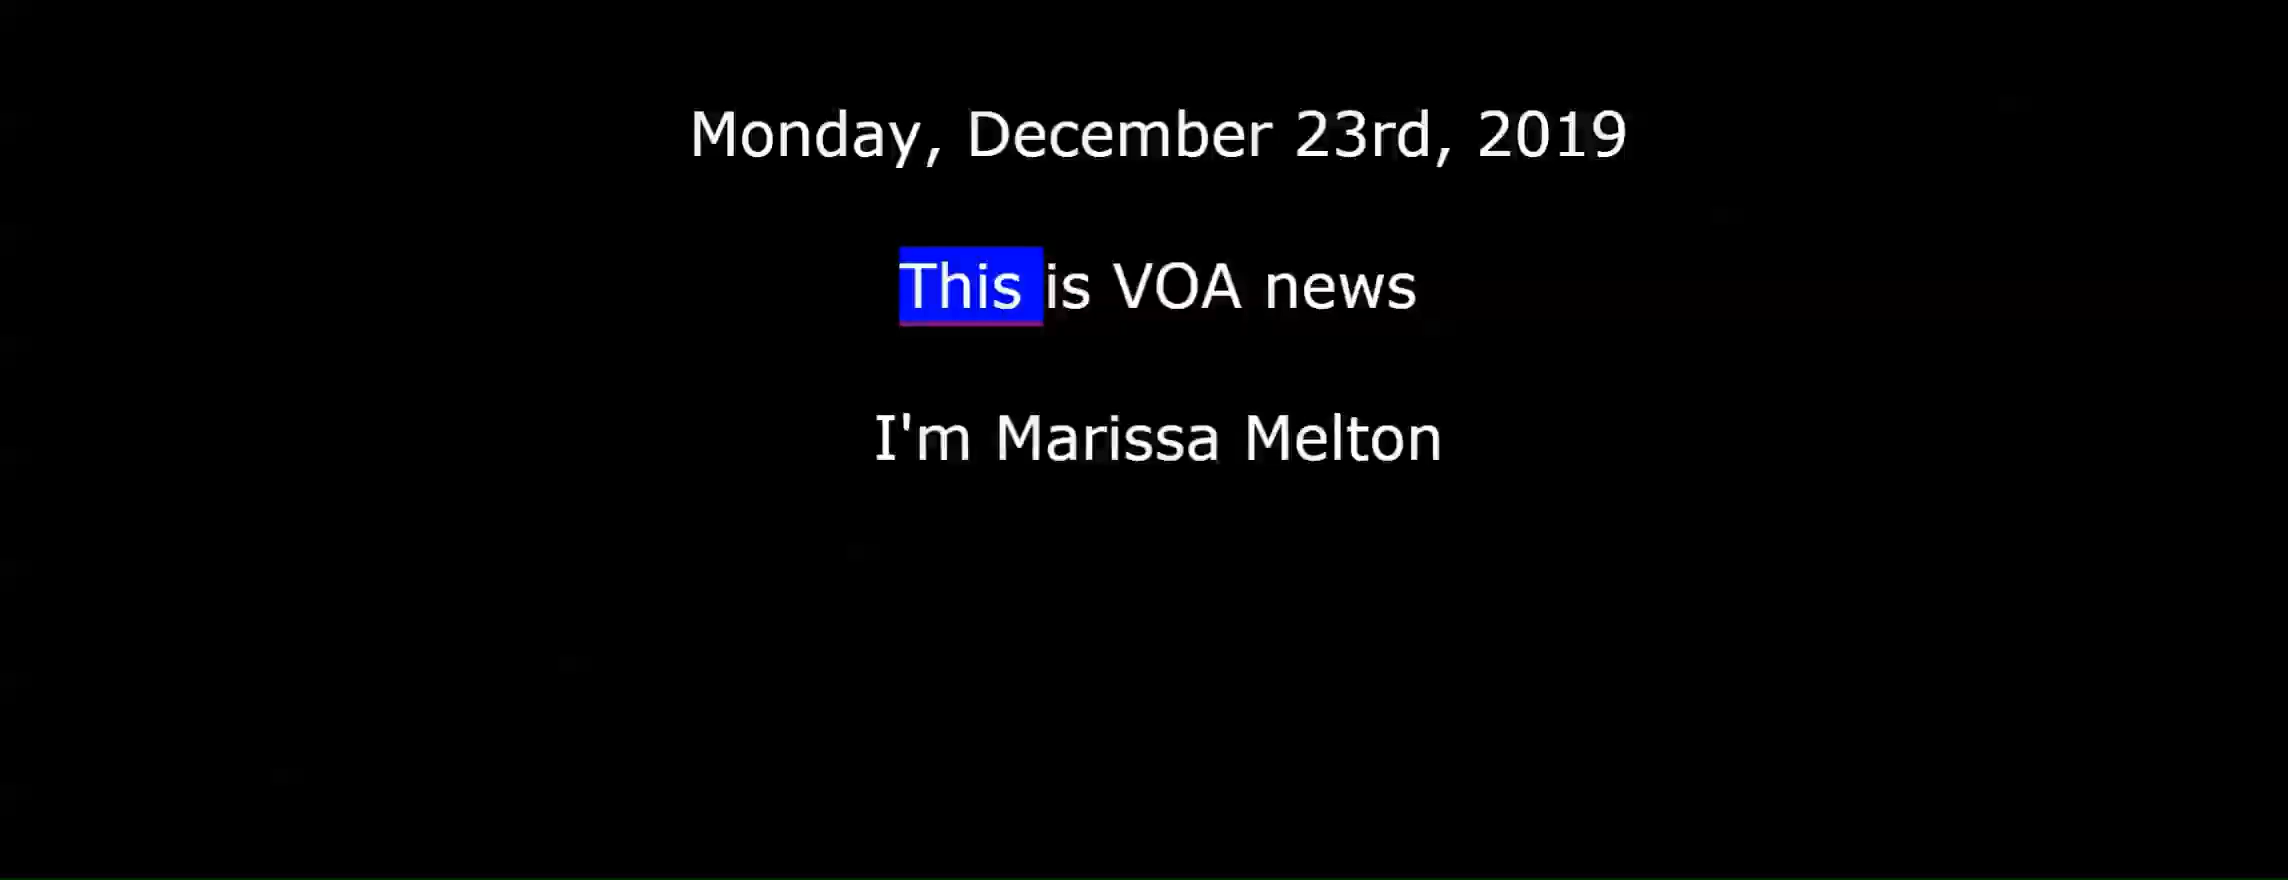 Monday, December 23rd, 2019
This is VOA news
I'm Marissa Melton